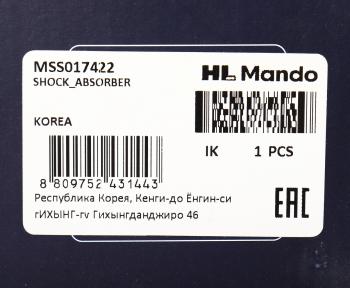 MSS017422
SHOCK_ABSORBER
HL Mando
KOREA
IK 1 PCS
8 809752 431443
Республика Корея, Кенги-до Ёнгин-си
гИХЫНГ-гv Гихынгданджиро 46
EAC